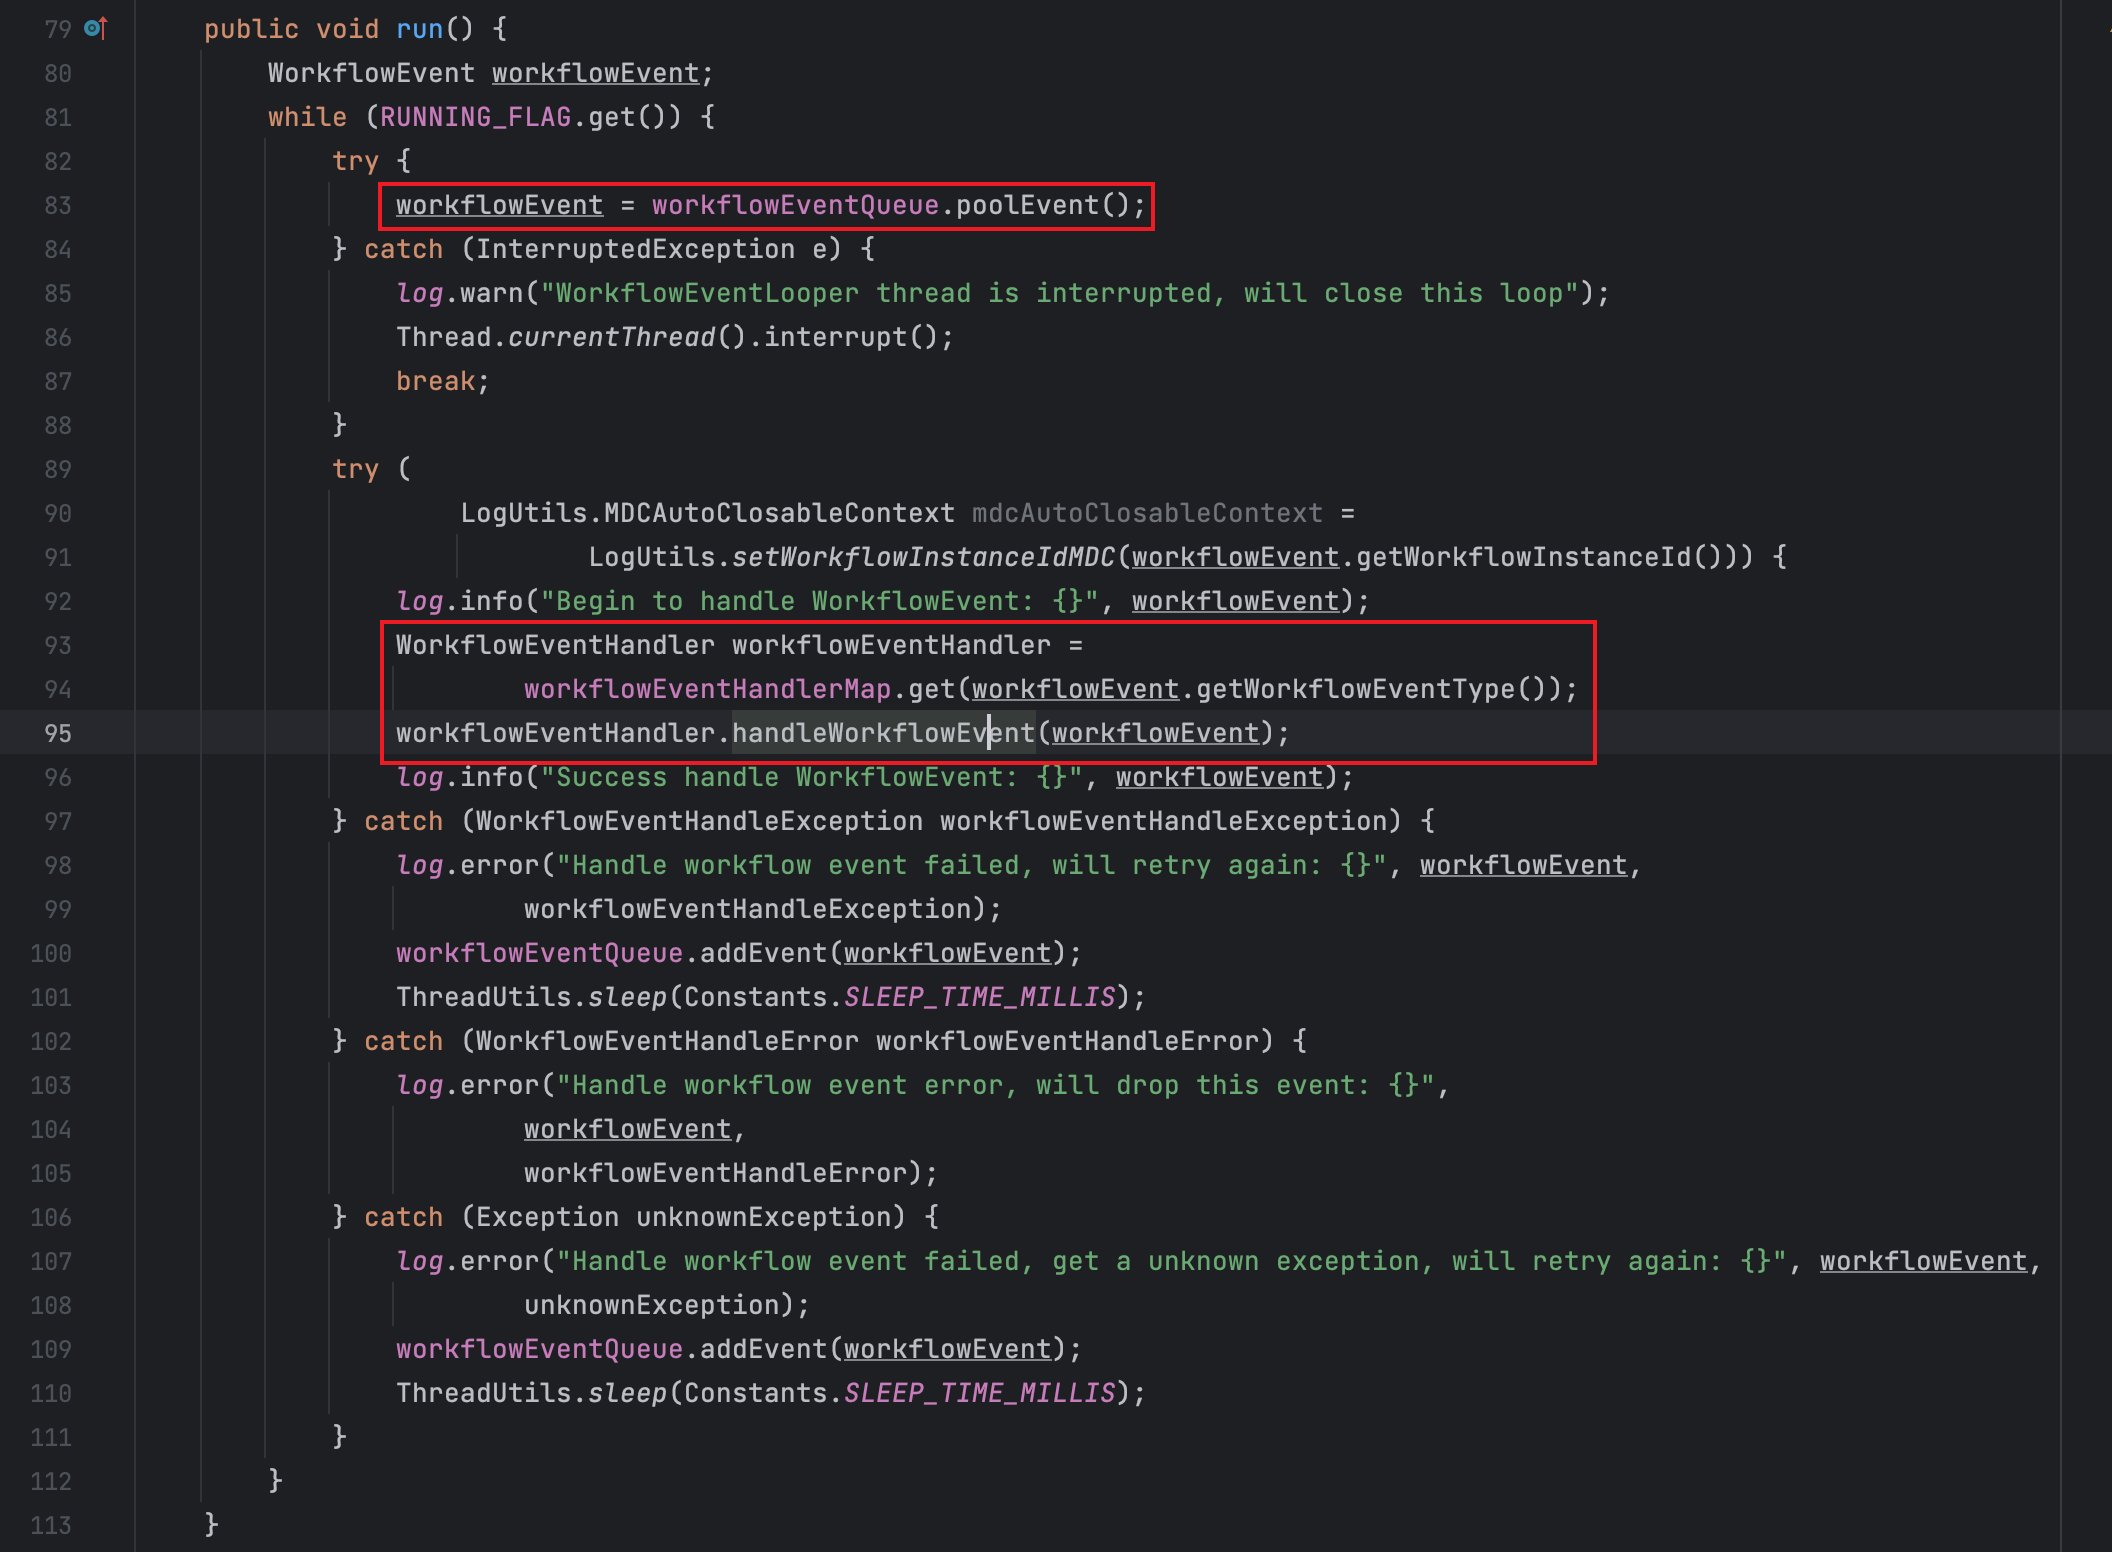 79 public void run() {
80 WorkflowEvent workflowEvent;
81 while (RUNNING_FLAG.get()) {
82 try {
83 workflowEvent = workflowEventQueue.poolEvent();
84 } catch (InterruptedException e) {
85 log.warn("WorkflowEventLooper thread is interrupted, will close this loop");
86 Thread.currentThread().interrupt();
87 break;
88 }
89 try (
90 LogUtils.MDCAutoClosableContext mdcAutoClosableContext =
91 LogUtils.setWorkflowInstanceIdMDC(workflowEvent.getWorkflowInstanceId())) {
92 log.info("Begin to handle WorkflowEvent: {}", workflowEvent);
93 WorkflowEventHandler workflowEventHandler =
94 workflowEventHandlerMap.get(workflowEvent.getWorkflowEventType());
95 workflowEventHandler.handleWorkflowEvent(workflowEvent);
96 log.info("Success handle WorkflowEvent: {}", workflowEvent);
97 } catch (WorkflowEventHandleException workflowEventHandleException) {
98 log.error("Handle workflow event failed, will retry again: {}", workflowEvent,
99 workflowEventHandleException);
100 workflowEventQueue.addEvent(workflowEvent);
101 ThreadUtils.sleep(Constants.SLEEP_TIME_MILLIS);
102 } catch (WorkflowEventHandleError workflowEventHandleError) {
103 log.error("Handle workflow event error, will drop this event: {}",
104 workflowEvent,
105 workflowEventHandleError);
106 } catch (Exception unknownException) {
107 log.error("Handle workflow event failed, get a unknown exception, will retry again: {}", workflowEvent,
108 unknownException);
109 workflowEventQueue.addEvent(workflowEvent);
110 ThreadUtils.sleep(Constants.SLEEP_TIME_MILLIS);
111 }
112 }
113 }